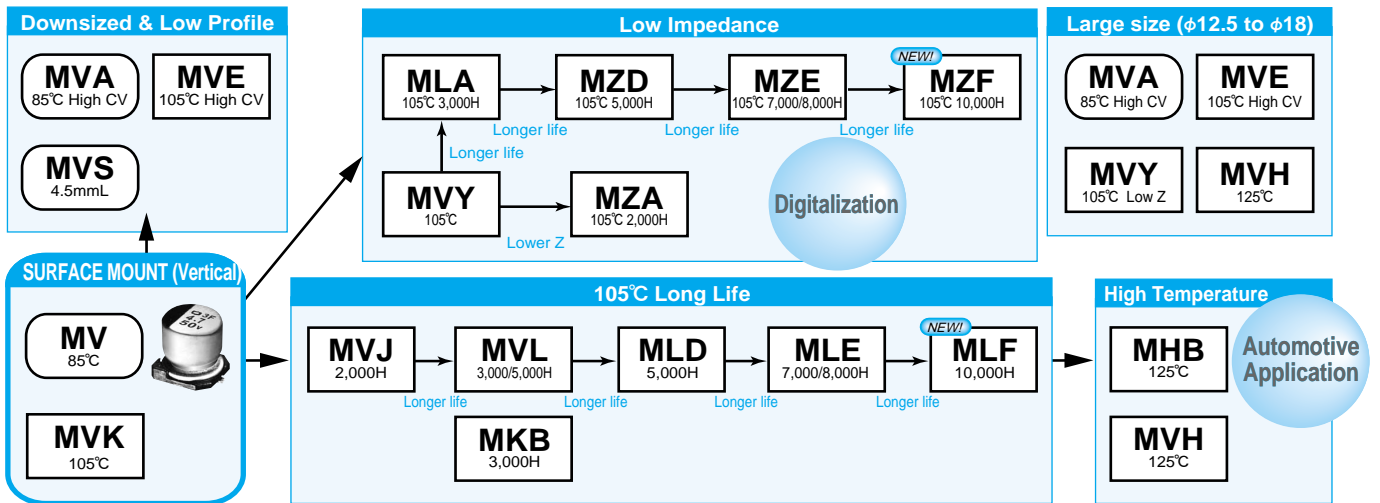 Downsized & Low Profile
MVA
85℃ High CV
MVE
105℃ High CV
MVS
4.5mmL
Low Impedance
MLA
105℃ 3,000H
Longer life
MZD
105℃ 5,000H
Longer life
MZE
105℃ 7,000/8,000H
Longer life
NEW!
MZF
105℃ 10,000H
Longer life
MVY
105℃
Lower Z
MZA
105℃ 2,000H
Digitalization
Large size (φ12.5 to φ18)
MVA
85℃ High CV
MVE
105℃ High CV
MVY
105℃ Low Z
MVH
125℃
SURFACE MOUNT (Vertical)
MV
85℃
3F
4.7
50v
MVK
105℃
105℃ Long Life
MVJ
2,000H
Longer life
MVL
3,000/5,000H
Longer life
MLD
5,000H
Longer life
MLE
7,000/8,000H
Longer life
NEW!
MLF
10,000H
MKB
3,000H
High Temperature
MHB
125℃
MVH
125℃
Automotive
Application